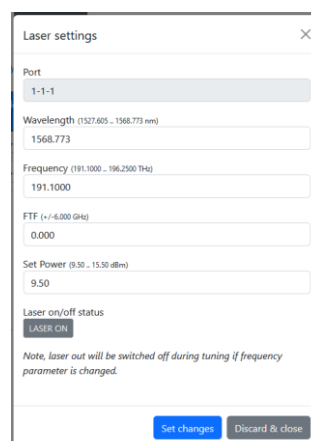 Laser settings
Port
1-1-1
Wavelength (1527.605 .. 1568.773 nm)
1568.773
Frequency (191.1000 .. 196.2500 THz)
191.1000
FTF (+/-6.000 GHz)
0.000
Set Power (9.50 .. 15.50 dBm)
9.50
Laser on/off status
LASER ON
Note, laser out will be switched off during tuning if frequency
parameter is changed.
Set changes Discard & close